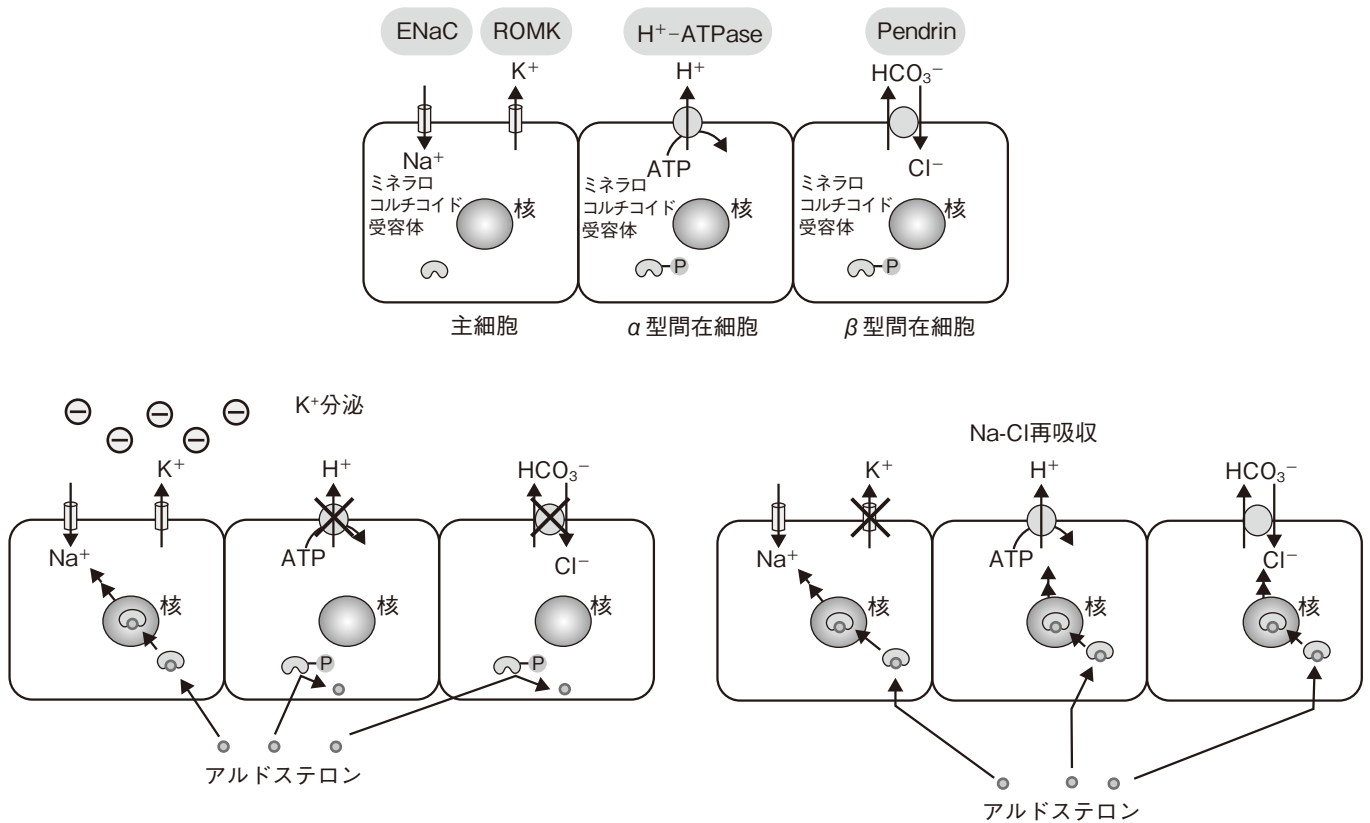 ENaC
ROMK
H⁺-ATPase
Pendrin
K⁺
H⁺
HCO₃⁻
Na⁺
ATP
Cl⁻
ミネラロ
コルチコイド
受容体
核
ミネラロ
コルチコイド
受容体
核
P
ミネラロ
コルチコイド
受容体
核
P
主細胞
α型間在細胞
β型間在細胞
K⁺分泌
K⁺
H⁺
HCO₃⁻
Na⁺
ATP
Cl⁻
核
核
核
P
P
アルドステロン
Na-Cl再吸収
K⁺
H⁺
HCO₃⁻
Na⁺
ATP
Cl⁻
核
核
核
アルドステロン